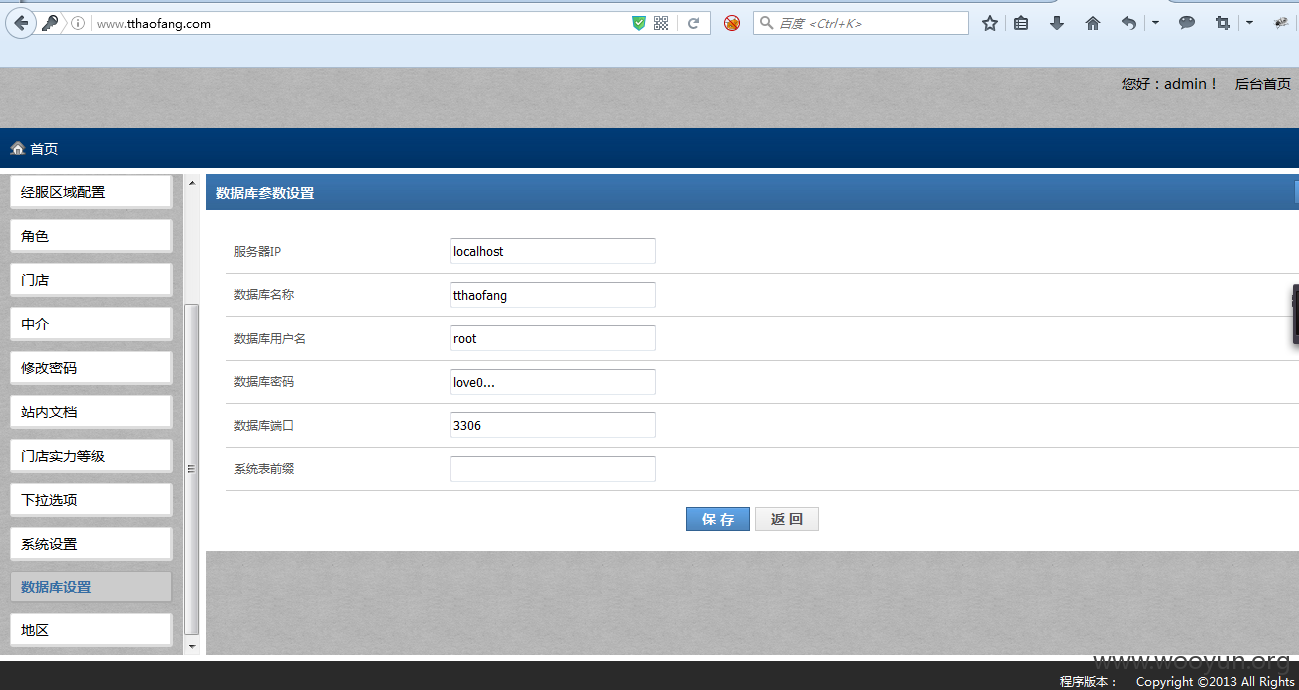 www.tthaofang.com
百度 <Ctrl+K>
您好：admin！ 后台首页
首页
经服区域配置
角色
门店
中介
修改密码
站内文档
门店实力等级
下拉选项
系统设置
数据库设置
地区
数据库参数设置
服务器IP localhost
数据库名称 tthaofang
数据库用户名 root
数据库密码 love0...
数据库端口 3306
系统表前缀
保 存 返 回
www.wooyun.org
程序版本： Copyright ©2013 All Rights